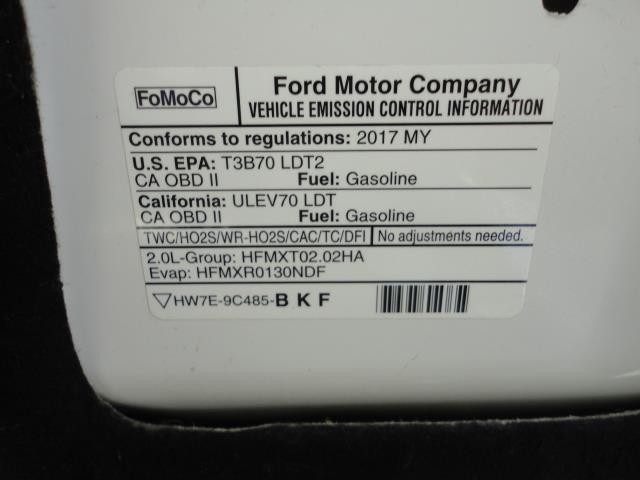 FoMoCo
Ford Motor Company
VEHICLE EMISSION CONTROL INFORMATION
Conforms to regulations: 2017 MY
U.S. EPA: T3B70 LDT2
CA OBD II Fuel: Gasoline
California: ULEV70 LDT
CA OBD II Fuel: Gasoline
TWC/HO2S/WR-HO2S/CAC/TC/DFI No adjustments needed.
2.0L-Group: HFMXT02.02HA
Evap: HFMXR0130NDF
HW7E-9C485-B K F